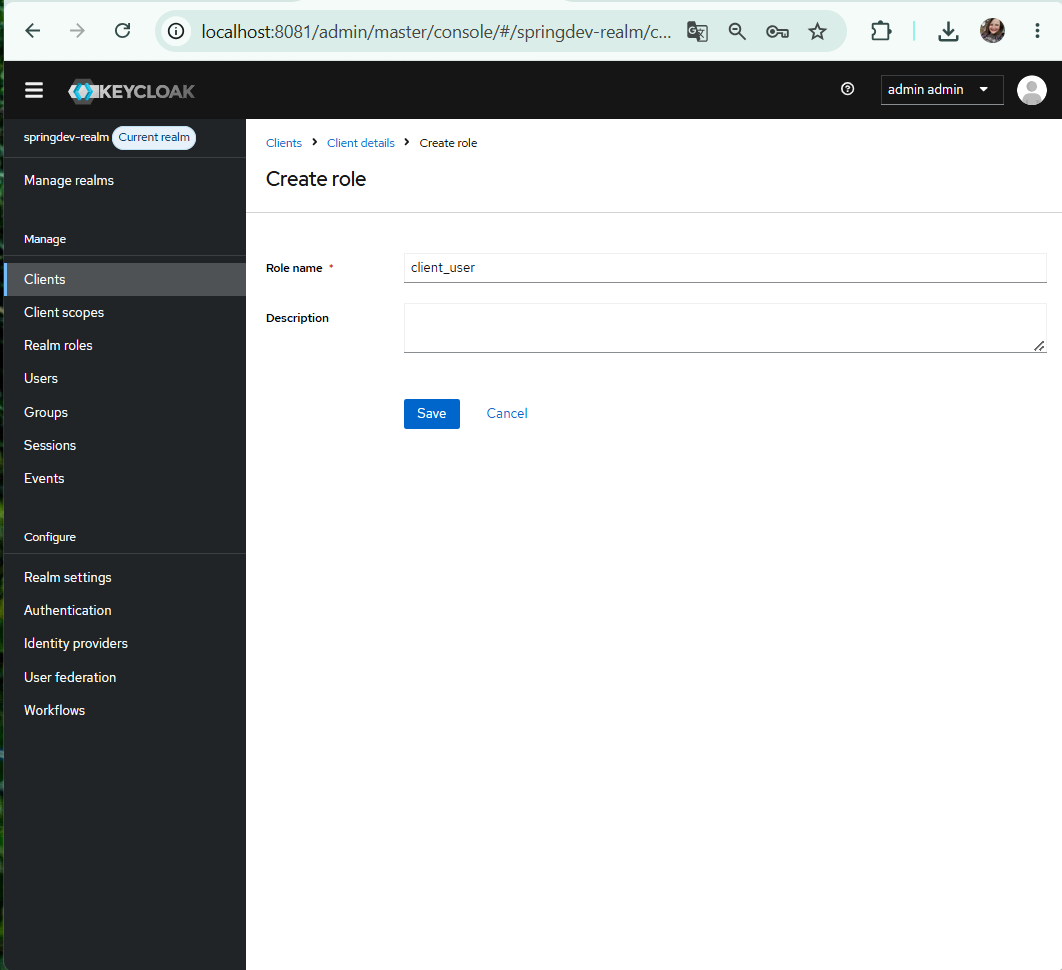 localhost:8081/admin/master/console/#/springdev-realm/c...
KEYCLOAK
admin admin
springdev-realm Current realm
Manage realms
Manage
Clients
Client scopes
Realm roles
Users
Groups
Sessions
Events
Configure
Realm settings
Authentication
Identity providers
User federation
Workflows
Clients > Client details > Create role
Create role
Role name * client_user
Description
Save Cancel